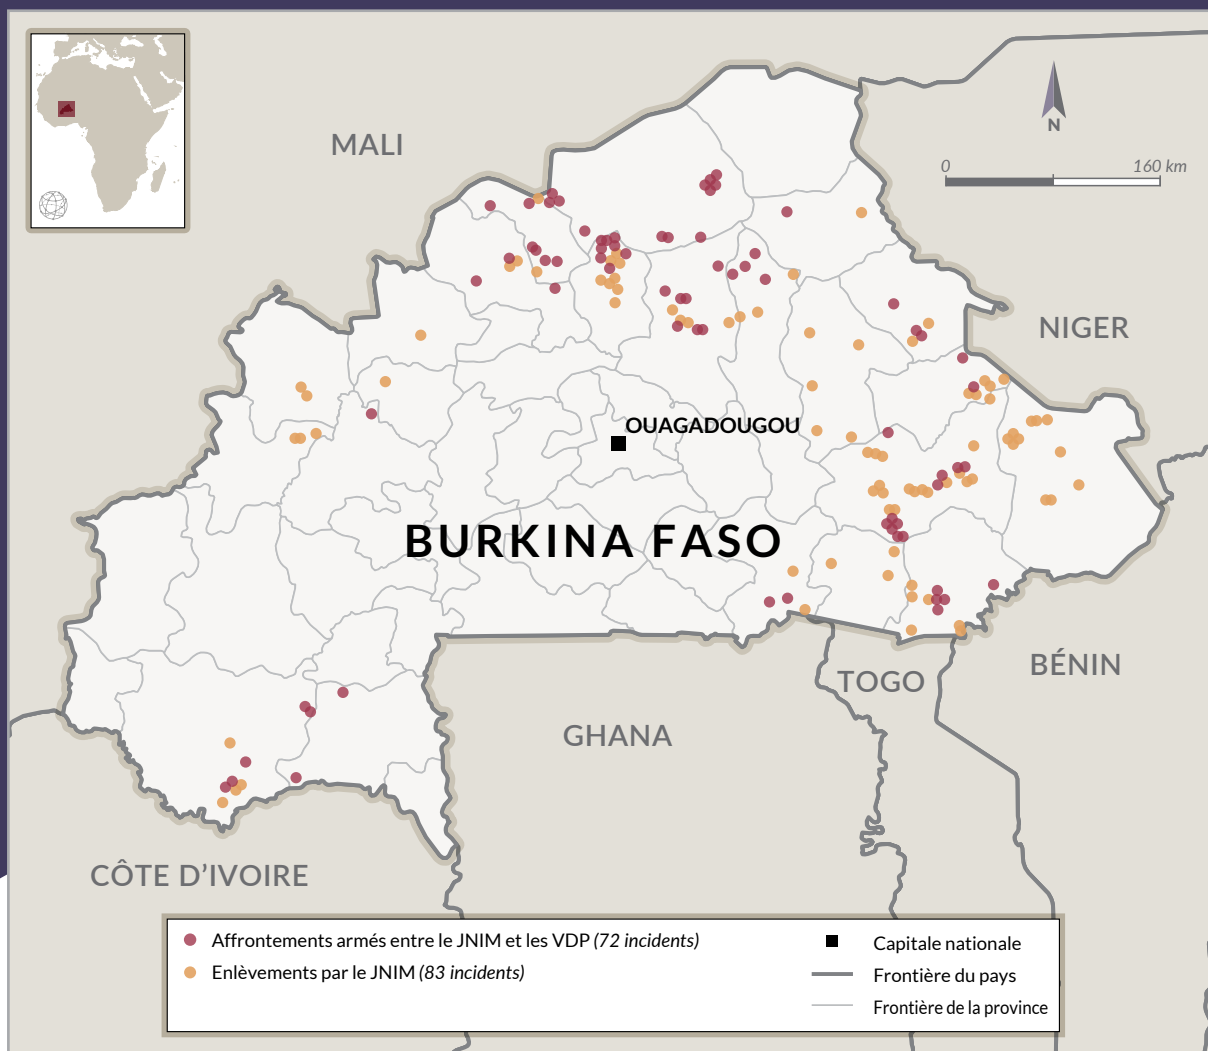 MALI
N
0 160 km
NIGER
OUAGADOUGOU
BURKINA FASO
BÉNIN
TOGO
GHANA
CÔTE D’IVOIRE
Affrontements armés entre le JNIM et les VDP (72 incidents)
Enlèvements par le JNIM (83 incidents)
Capitale nationale
Frontière du pays
Frontière de la province